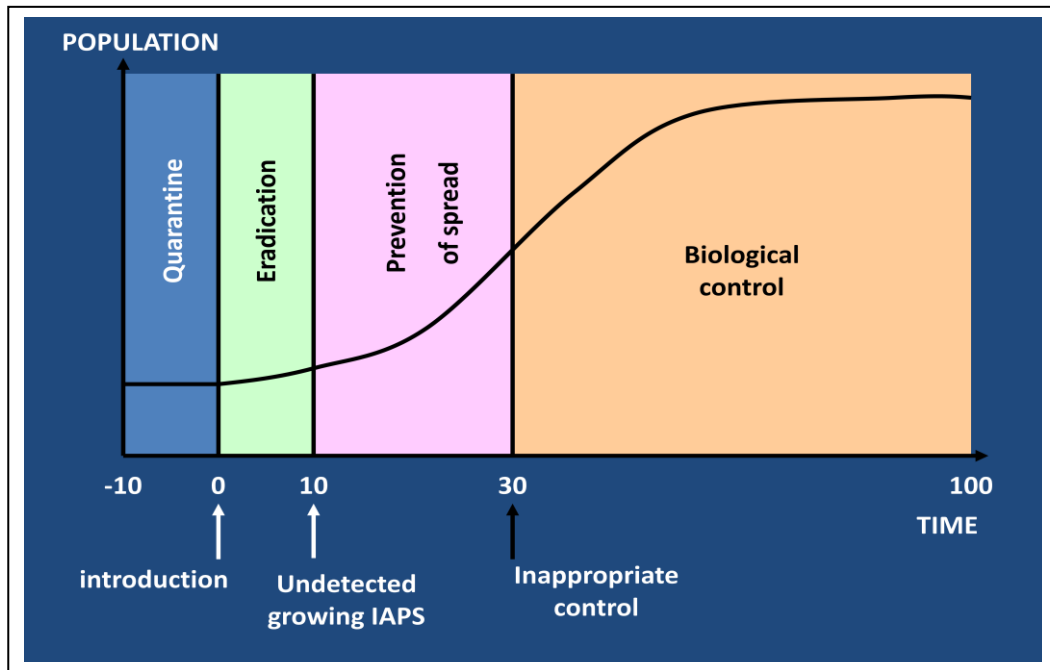 POPULATION
Quarantine
Eradication
Prevention
of spread
Biological
control
-10
0
10
30
100
TIME
introduction
Undetected
growing IAPS
Inappropriate
control